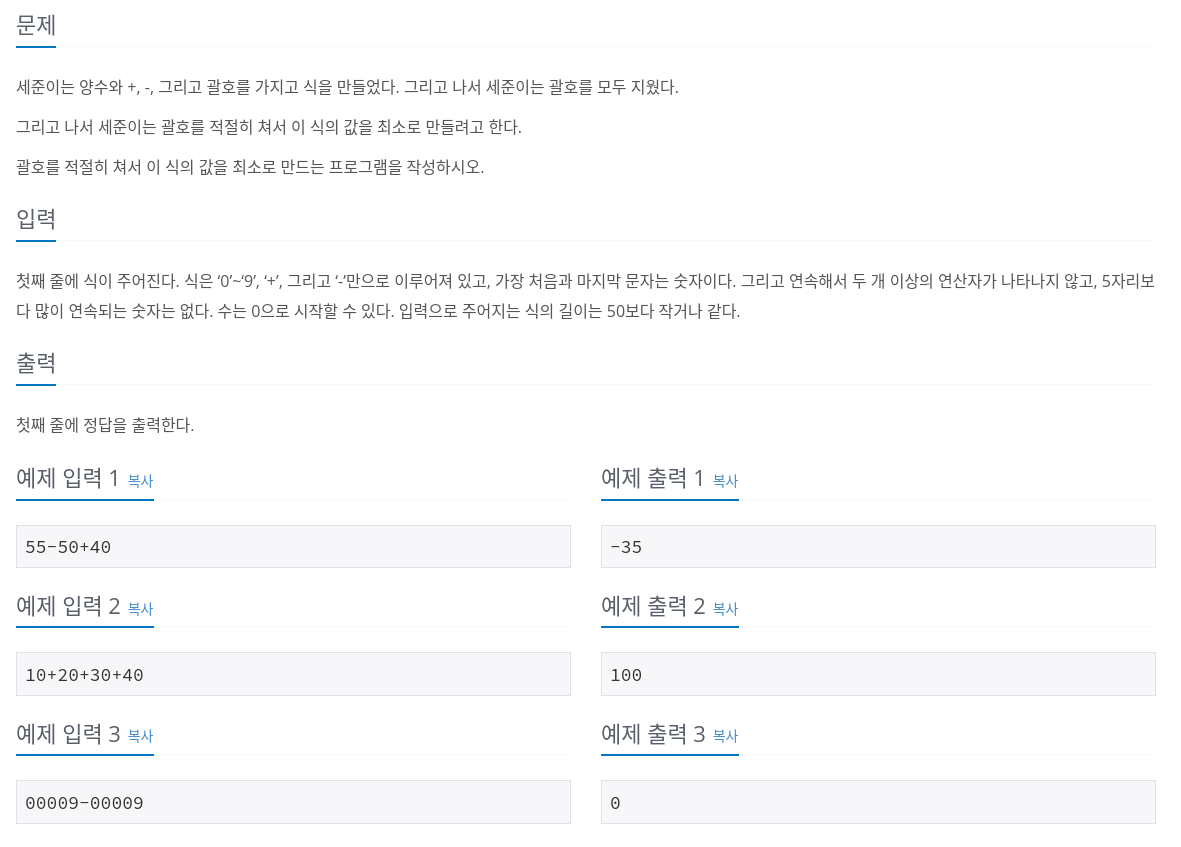 문제
세준이는 양수와 +, -, 그리고 괄호를 가지고 식을 만들었다. 그리고 나서 세준이는 괄호를 모두 지웠다.
그리고 나서 세준이는 괄호를 적절히 쳐서 이 식의 값을 최소로 만들려고 한다.
괄호를 적절히 쳐서 이 식의 값을 최소로 만드는 프로그램을 작성하시오.
입력
첫째 줄에 식이 주어진다. 식은 ‘0’~‘9’, ‘+’, 그리고 ‘-’만으로 이루어져 있고, 가장 처음과 마지막 문자는 숫자이다. 그리고 연속해서 두 개 이상의 연산자가 나타나지 않고, 5자리보
다 많이 연속되는 숫자는 없다. 수는 0으로 시작할 수 있다. 입력으로 주어지는 식의 길이는 50보다 작거나 같다.
출력
첫째 줄에 정답을 출력한다.
예제 입력 1 복사
55-50+40
예제 출력 1 복사
-35
예제 입력 2 복사
10+20+30+40
예제 출력 2 복사
100
예제 입력 3 복사
00009-00009
예제 출력 3 복사
0